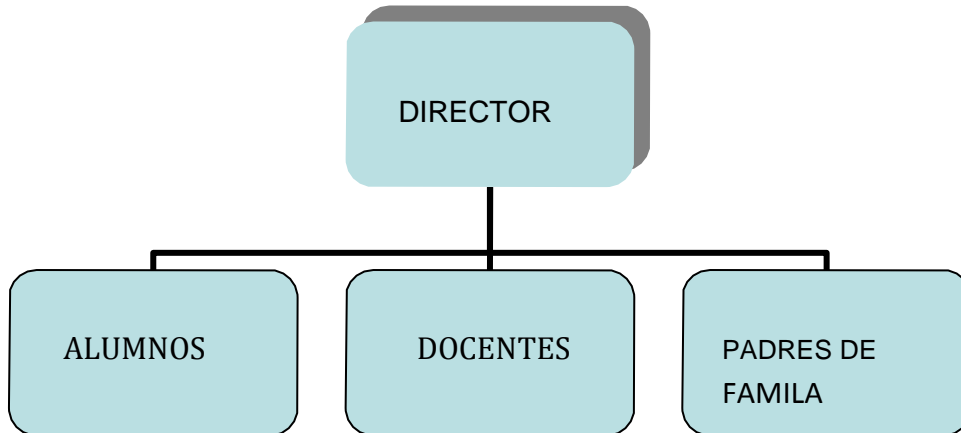 DIRECTOR
ALUMNOS
DOCENTES
PADRES DE
FAMILA